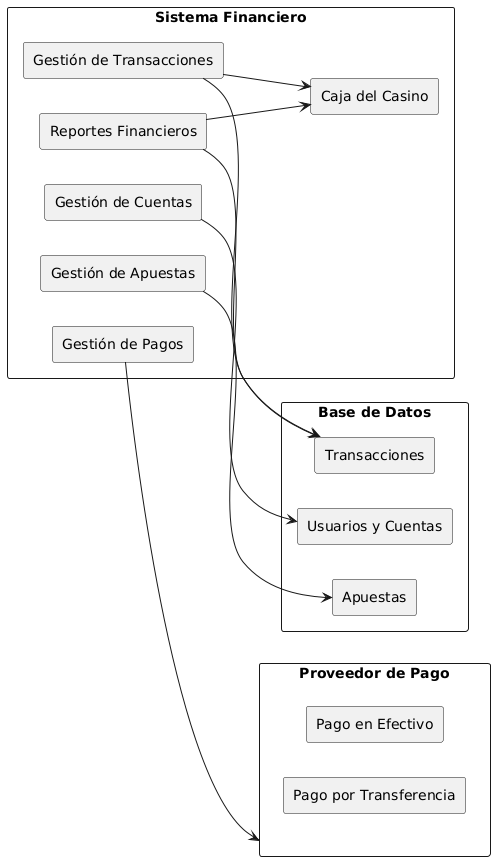 Sistema Financiero
Gestión de Transacciones
Caja del Casino
Reportes Financieros
Gestión de Cuentas
Gestión de Apuestas
Gestión de Pagos
Base de Datos
Transacciones
Usuarios y Cuentas
Apuestas
Proveedor de Pago
Pago en Efectivo
Pago por Transferencia